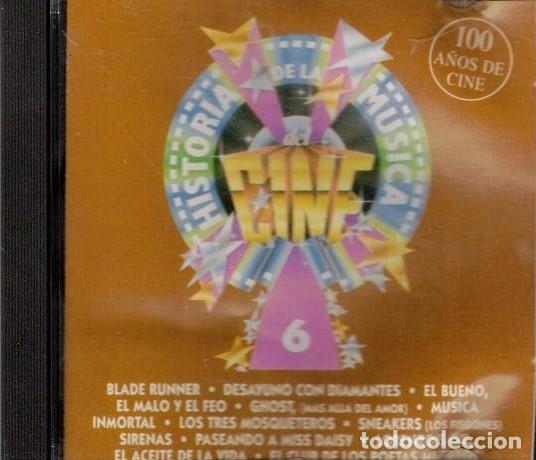 100
AÑOS DE
CINE
HISTORIA DE LA MUSICA
del
CINE
6
BLADE RUNNER • DESAYUNO CON DIAMANTES • EL BUENO,
EL MALO Y EL FEO • GHOST, (MAS ALLA DEL AMOR) • MUSICA
INMORTAL • LOS TRES MOSQUETEROS • SNEAKERS (LOS FISGONES)
SIRENAS • PASEANDO A MISS DAISY
EL ACEITE DE LA VIDA • EL CLUB DE LOS POETAS
todocoleccion